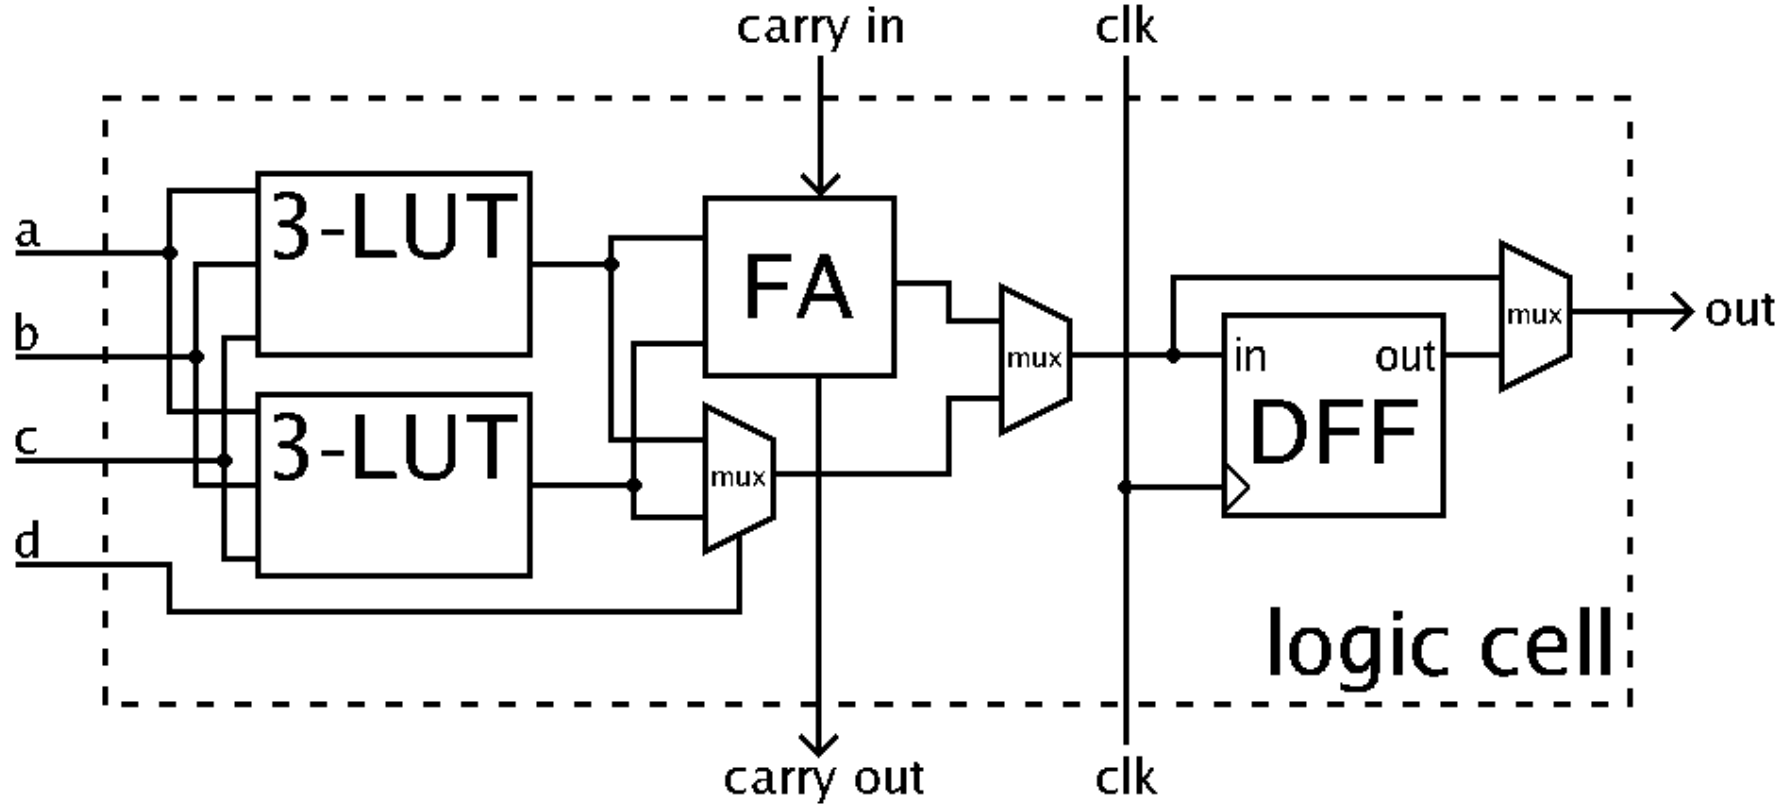 carry in
clk
a
3-LUT
b
FA
mux
mux
out
in
out
DFF
c
3-LUT
mux
d
logic cell
carry out
clk